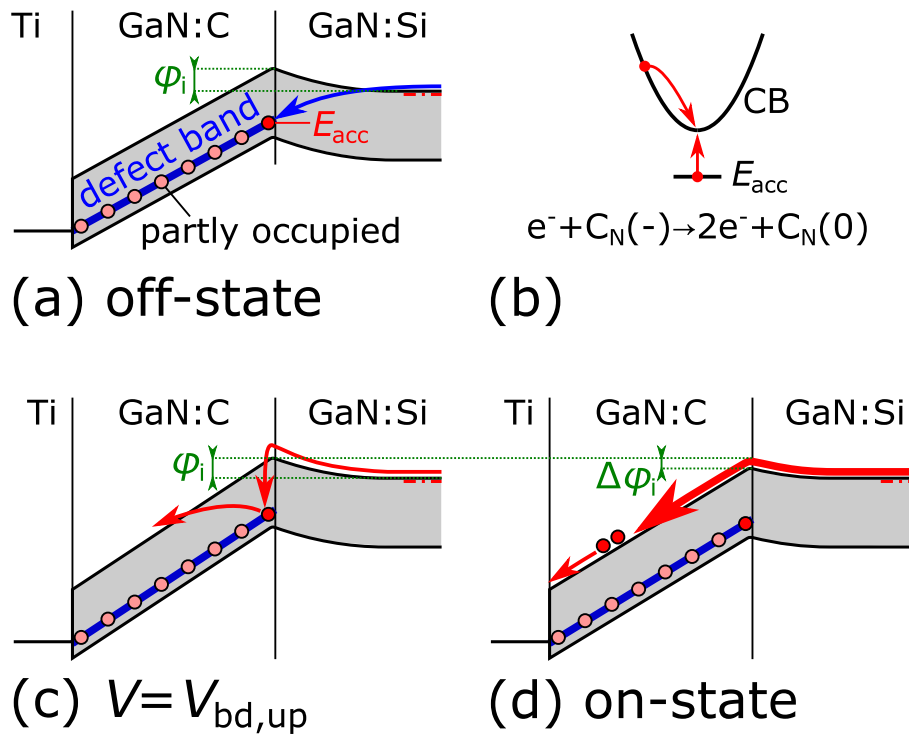 Ti GaN:C GaN:Si
φi
defect band
Eacc
partly occupied
(a) off-state
CB
Eacc
e⁻+CN(-)→2e⁻+CN(0)
(b)
Ti GaN:C GaN:Si
φi
(c) V=Vbd,up
Ti GaN:C GaN:Si
Δφi
(d) on-state